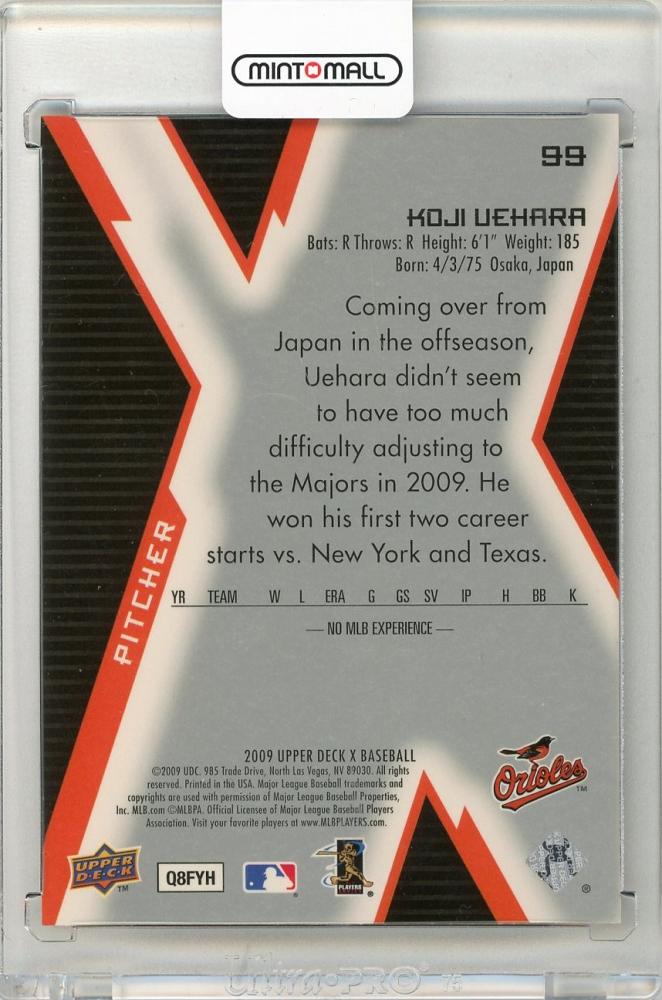 MINTMALL
99
KOJI UEHARA
Bats: R Throws: R Height: 6'1" Weight: 185
Born: 4/3/75 Osaka, Japan
Coming over from
Japan in the offseason,
Uehara didn't seem
to have too much
difficulty adjusting to
the Majors in 2009. He
won his first two career
starts vs. New York and Texas.
PITCHER
YR TEAM W L ERA G GS SV IP H BB K
— NO MLB EXPERIENCE —
2009 UPPER DECK X BASEBALL
©2009 UDC. 985 Trade Drive, North Las Vegas, NV 89030. All rights
reserved. Printed in the USA. Major League Baseball trademarks and
copyrights are used with permission of Major League Baseball Properties,
Inc. MLB.com ©MLBPA. Official Licensee of Major League Baseball Players
Association. Visit your favorite players at www.MLBPLAYERS.com.
Orioles
TM
UPPER
D·E·C·K
TM
Q8FYH
®
PLAYERS
®
Ultra·PRO® 75